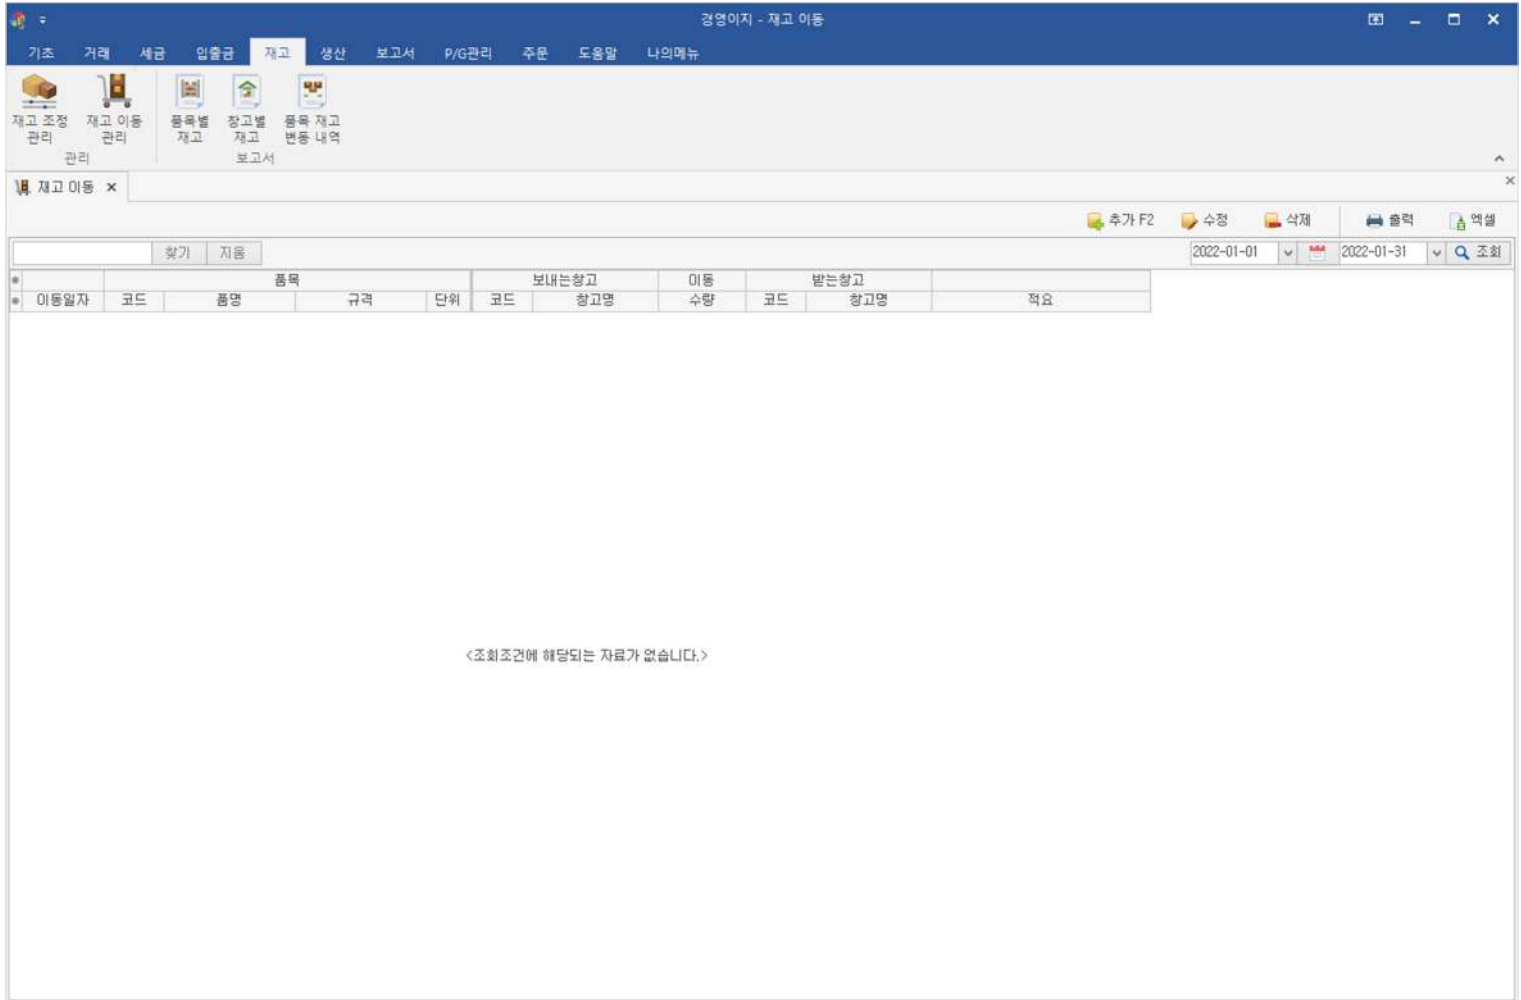 경영이지 - 재고 이동
기초 거래 세금 입출금 재고 생산 보고서 P/G관리 주문 도움말 나의메뉴
재고 조정 관리 재고 이동 관리 품목별 재고 창고별 재고 품목 재고 변동 내역
관리 보고서
재고 이동
추가 F2 수정 삭제 출력 엑셀
찾기 지움 2022-01-01 2022-01-31 조회
품목 보내는창고 이동 받는창고
이동일자 코드 품명 규격 단위 코드 창고명 수량 코드 창고명 적요
<조회조건에 해당되는 자료가 없습니다.>